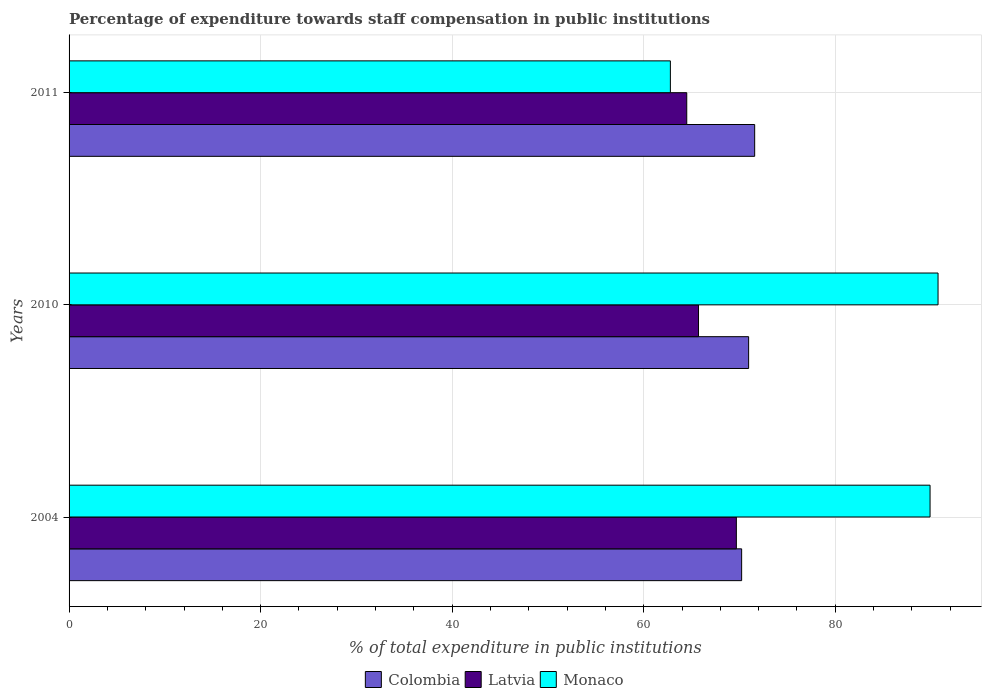 Percentage of expenditure towards staff compensation in public institutions
2011
2010
2004
Years
0 20 40 60 80
% of total expenditure in public institutions
Colombia Latvia Monaco